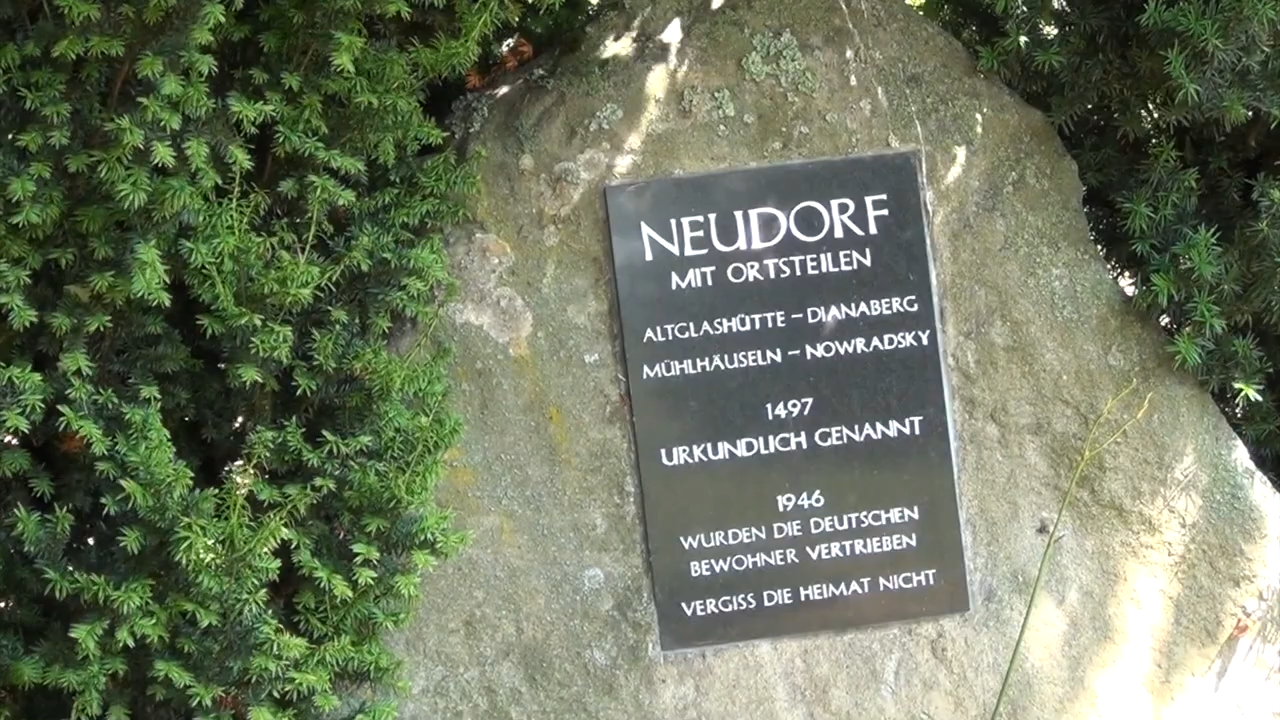 NEUDORF
MIT ORTSTEILEN
ALTGLASHÜTTE – DIANABERG
MÜHLHÄUSELN – NOWRADSKY
1497
URKUNDLICH GENANNT
1946
WURDEN DIE DEUTSCHEN
BEWOHNER VERTRIEBEN
VERGISS DIE HEIMAT NICHT